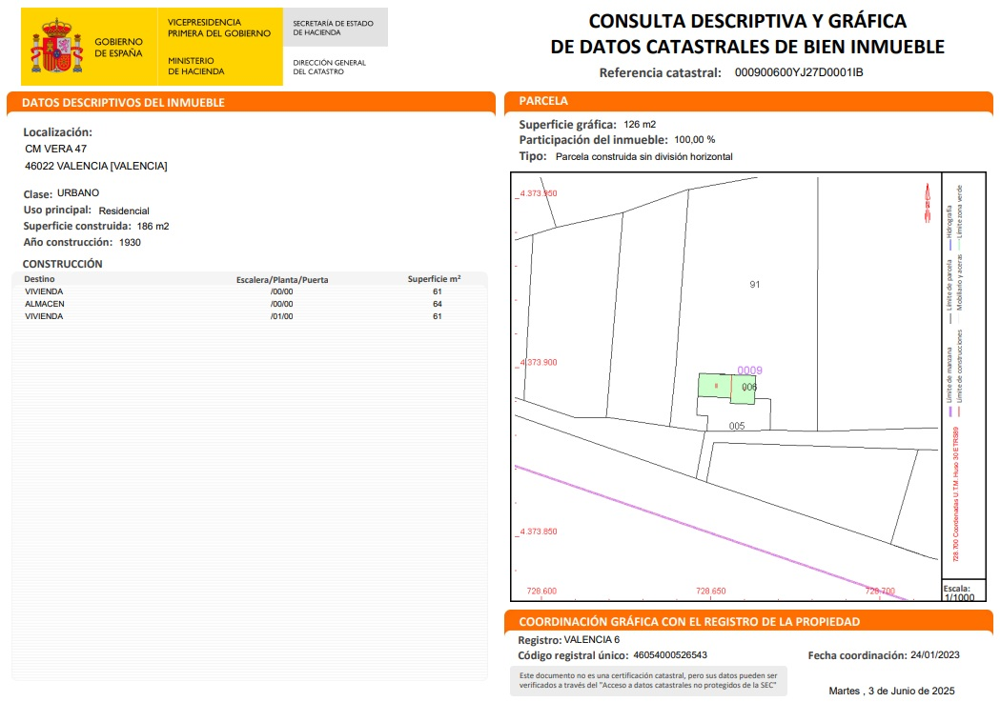 GOBIERNO
DE ESPAÑA
VICEPRESIDENCIA
PRIMERA DEL GOBIERNO
MINISTERIO
DE HACIENDA
SECRETARÍA DE ESTADO
DE HACIENDA
DIRECCIÓN GENERAL
DEL CATASTRO
CONSULTA DESCRIPTIVA Y GRÁFICA
DE DATOS CATASTRALES DE BIEN INMUEBLE
Referencia catastral: 000900600YJ27D0001IB
DATOS DESCRIPTIVOS DEL INMUEBLE
Localización:
CM VERA 47
46022 VALENCIA [VALENCIA]
Clase: URBANO
Uso principal: Residencial
Superficie construida: 186 m2
Año construcción: 1930
CONSTRUCCIÓN
Destino Escalera/Planta/Puerta Superficie m²
VIVIENDA /00/00 61
ALMACEN /00/00 64
VIVIENDA /01/00 61
PARCELA
Superficie gráfica: 126 m2
Participación del inmueble: 100,00 %
Tipo: Parcela construida sin división horizontal
4.373.950
91
4.373.900
0009
006
005
4.373.850
728.600 728.650 728.700
Límite de manzana Límite de parcela Hidrografía
Límite de construcciones Mobiliario y aceras Límite zona verde
728.700 Coordenadas U.T.M. Huso 30 ETRS89
Escala:
1/1000
COORDINACIÓN GRÁFICA CON EL REGISTRO DE LA PROPIEDAD
Registro: VALENCIA 6
Código registral único: 46054000526543 Fecha coordinación: 24/01/2023
Este documento no es una certificación catastral, pero sus datos pueden ser
verificados a través del "Acceso a datos catastrales no protegidos de la SEC"
Martes , 3 de Junio de 2025